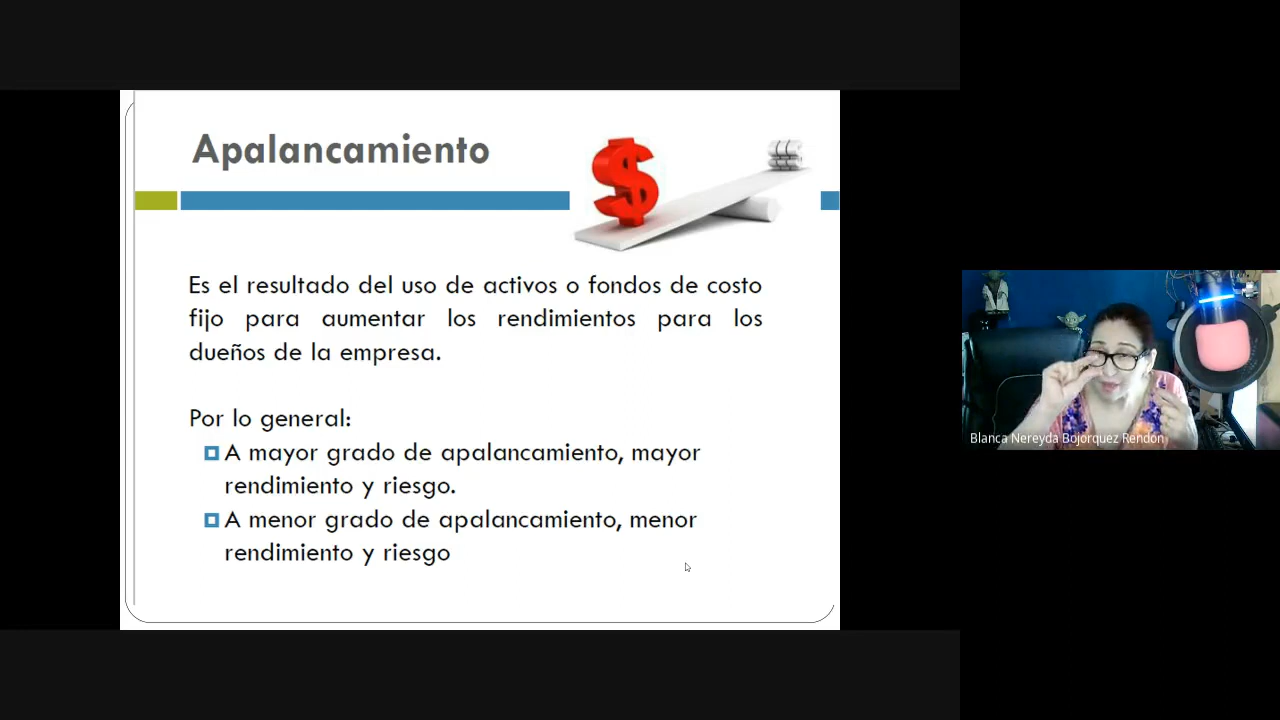 Apalancamiento
$
Es el resultado del uso de activos o fondos de costo
fijo para aumentar los rendimientos para los
dueños de la empresa.
Por lo general:
A mayor grado de apalancamiento, mayor
rendimiento y riesgo.
A menor grado de apalancamiento, menor
rendimiento y riesgo
Blanca Nereyda Bojorquez Rendon